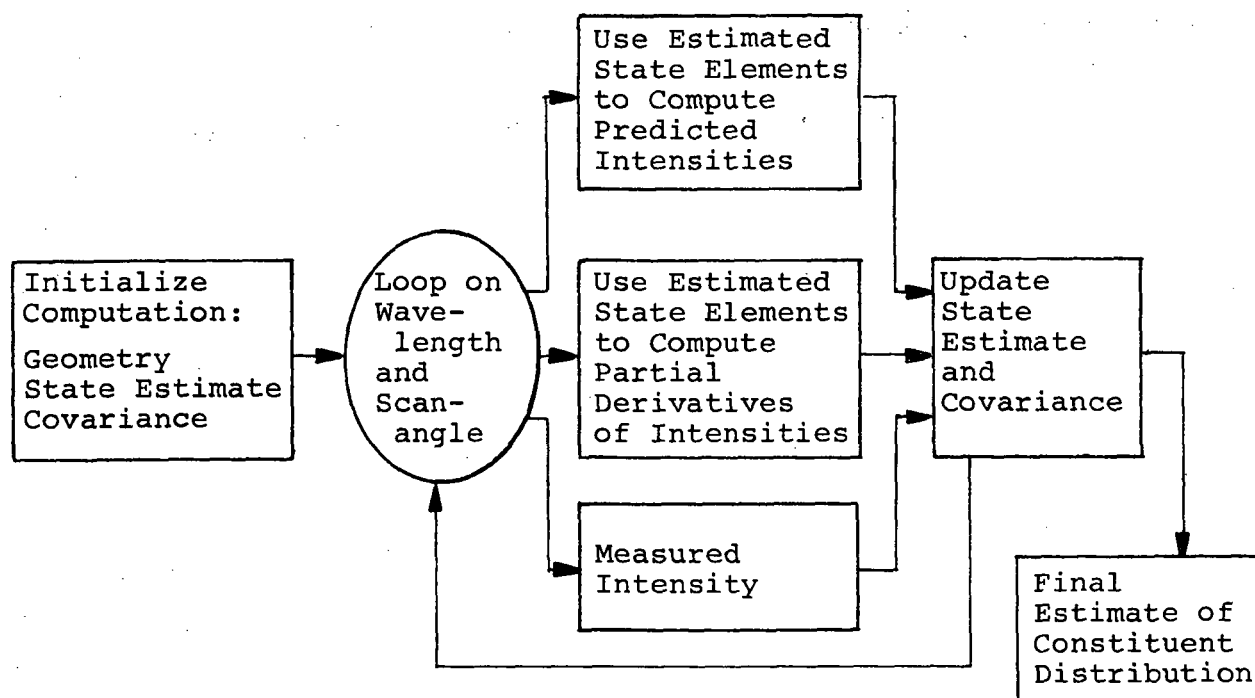 Initialize
Computation:
Geometry
State Estimate
Covariance
Loop on
Wave-
length
and
Scan-
angle
Use Estimated
State Elements
to Compute
Predicted
Intensities
Use Estimated
State Elements
to Compute
Partial
Derivatives
of Intensities
Measured
Intensity
Update
State
Estimate
and
Covariance
Final
Estimate of
Constituent
Distribution